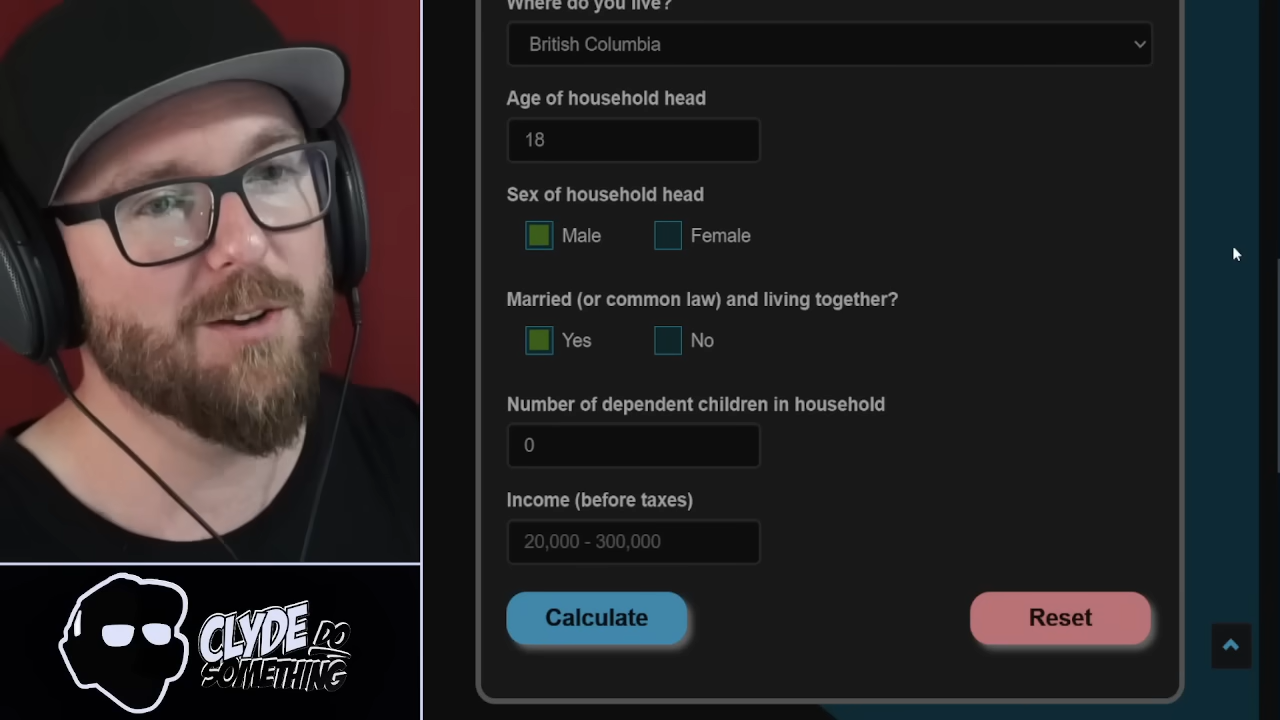 Where do you live?
British Columbia
Age of household head
18
Sex of household head
Male Female
Married (or common law) and living together?
Yes No
Number of dependent children in household
0
Income (before taxes)
20,000 - 300,000
Calculate Reset
CLYDE DO
SOMETHING